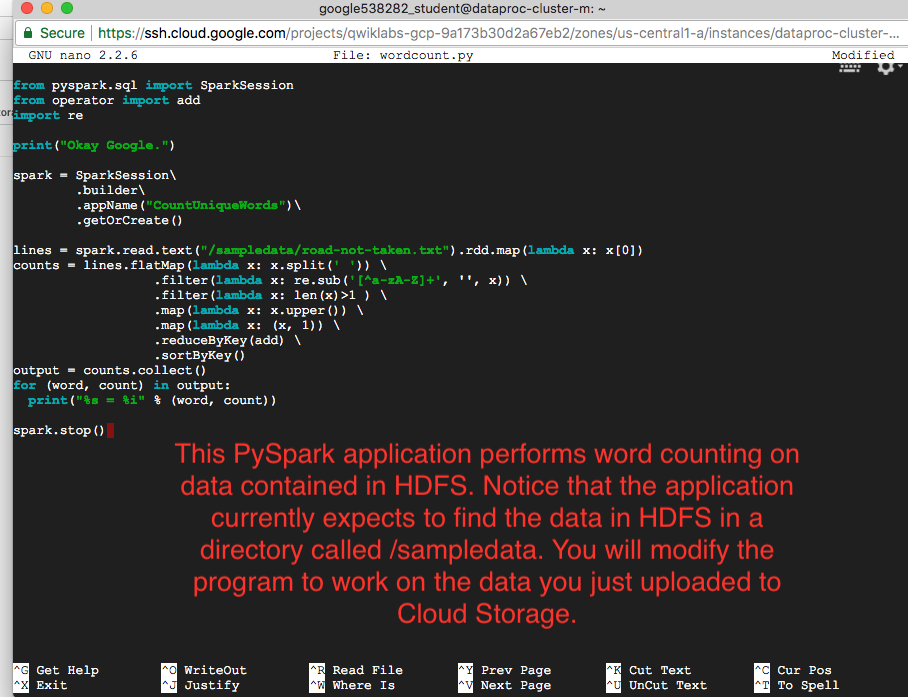 google538282_student@dataproc-cluster-m: ~
Secure https://ssh.cloud.google.com/projects/qwiklabs-gcp-9a173b30d2a67eb2/zones/us-central1-a/instances/dataproc-cluster-...
GNU nano 2.2.6 File: wordcount.py Modified
from pyspark.sql import SparkSession
from operator import add
import re
print("Okay Google.")
spark = SparkSession\
.builder\
.appName("CountUniqueWords")\
.getOrCreate()
lines = spark.read.text("/sampledata/road-not-taken.txt").rdd.map(lambda x: x[0])
counts = lines.flatMap(lambda x: x.split(' ')) \
.filter(lambda x: re.sub('[^a-zA-Z]+', '', x)) \
.filter(lambda x: len(x)>1 ) \
.map(lambda x: x.upper()) \
.map(lambda x: (x, 1)) \
.reduceByKey(add) \
.sortByKey()
output = counts.collect()
for (word, count) in output:
print("%s = %i" % (word, count))
spark.stop()
This PySpark application performs word counting on
data contained in HDFS. Notice that the application
currently expects to find the data in HDFS in a
directory called /sampledata. You will modify the
program to work on the data you just uploaded to
Cloud Storage.
^G Get Help ^O WriteOut ^R Read File ^Y Prev Page ^K Cut Text ^C Cur Pos
^X Exit ^J Justify ^W Where Is ^V Next Page ^U UnCut Text ^T To Spell